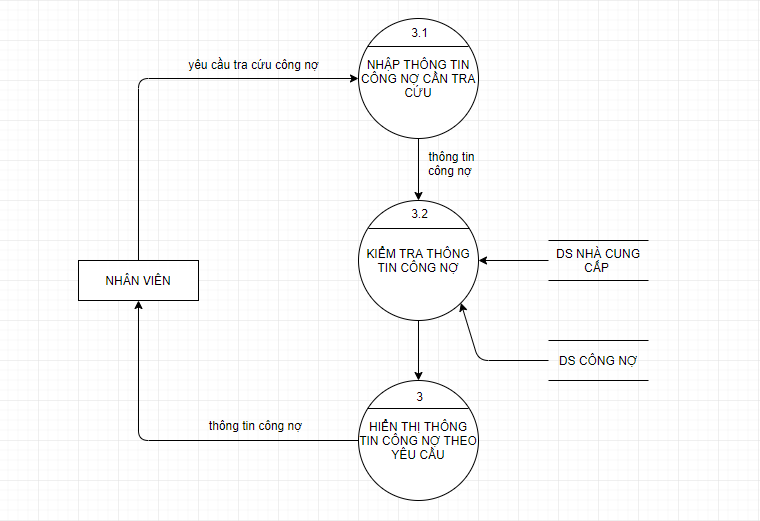 3.1
NHẬP THÔNG TIN
CÔNG NỢ CẦN TRA
CỨU
yêu cầu tra cứu công nợ
thông tin
công nợ
3.2
KIỂM TRA THÔNG
TIN CÔNG NỢ
DS NHÀ CUNG
CẤP
NHÂN VIÊN
DS CÔNG NỢ
3
HIỂN THỊ THÔNG
TIN CÔNG NỢ THEO
YÊU CẦU
thông tin công nợ